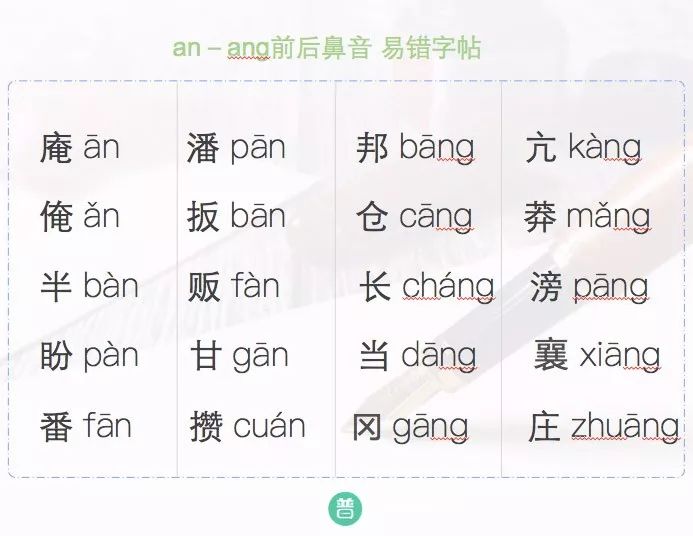 an – ang前后鼻音 易错字帖
庵 ān 潘 pān 邦 bāng 亢 kàng
俺 ǎn 扳 bān 仓 cāng 莽 mǎng
半 bàn 贩 fàn 长 cháng 滂 pāng
盼 pàn 甘 gān 当 dāng 襄 xiāng
番 fān 攒 cuán 冈 gāng 庄 zhuāng
普